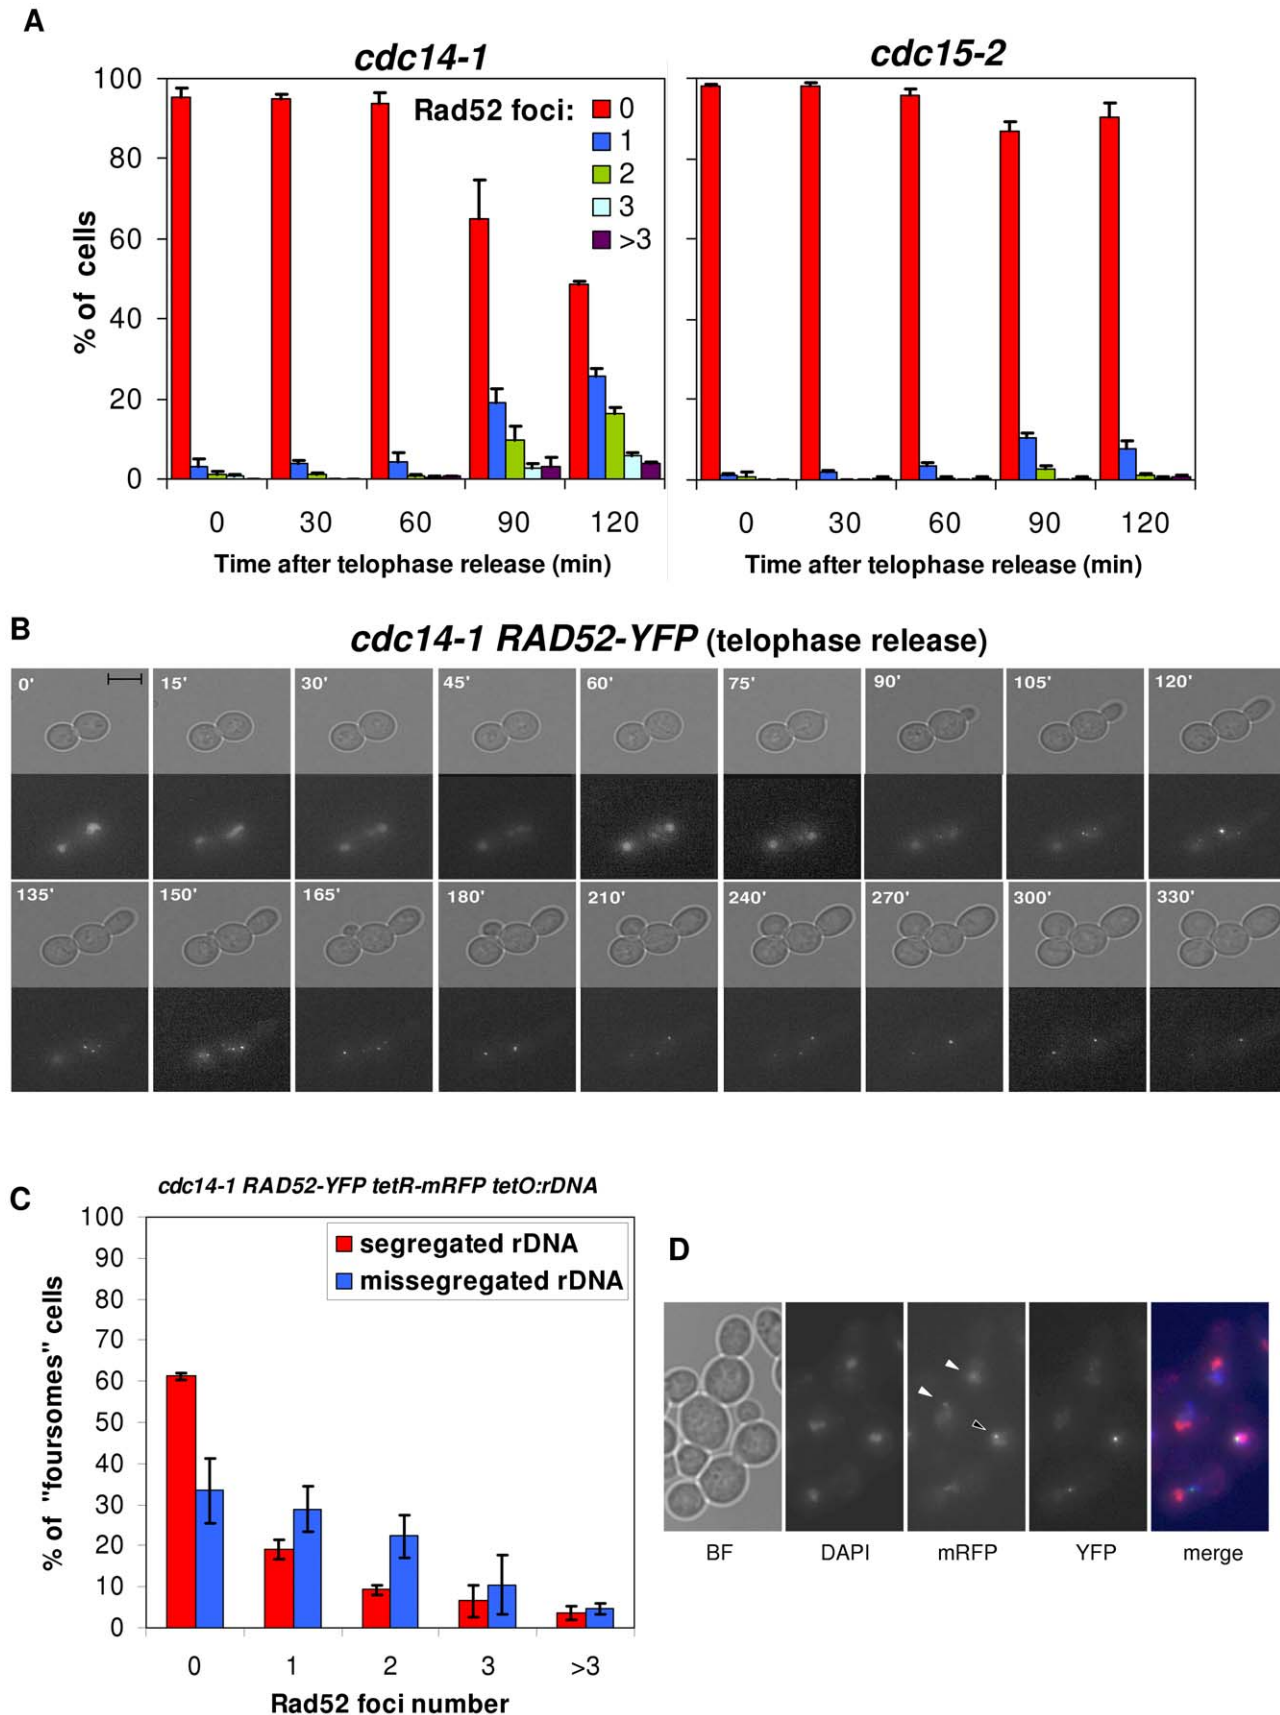 A
cdc14-1
cdc15-2
100
80
60
40
20
0
% of cells
Rad52 foci:
0
1
2
3
>3
0 30 60 90 120
0 30 60 90 120
Time after telophase release (min)
Time after telophase release (min)
B
cdc14-1 RAD52-YFP (telophase release)
0' 15' 30' 45' 60' 75' 90' 105' 120'
135' 150' 165' 180' 210' 240' 270' 300' 330'
C
cdc14-1 RAD52-YFP tetR-mRFP tetO:rDNA
100
90
80
70
60
50
40
30
20
10
0
% of "foursomes" cells
segregated rDNA
missegregated rDNA
0 1 2 3 >3
Rad52 foci number
D
BF DAPI mRFP YFP merge